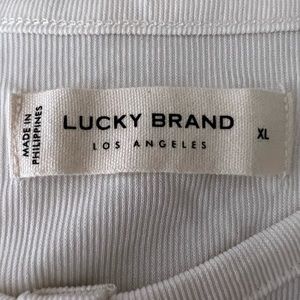 MADE IN
PHILIPPINES
LUCKY BRAND
LOS ANGELES
XL